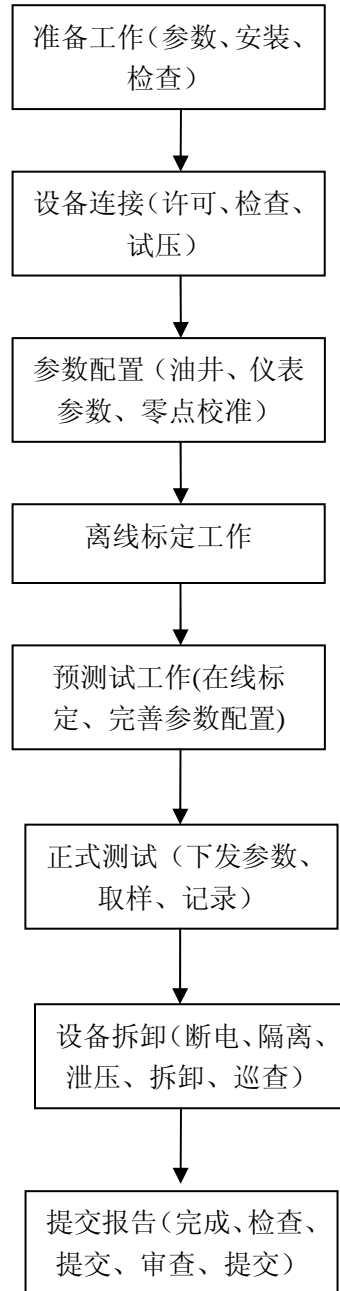 准备工作（参数、安装、
检查）
设备连接（许可、检查、
试压）
参数配置（油井、仪表
参数、零点校准）
离线标定工作
预测试工作(在线标
定、完善参数配置)
正式测试（下发参数、
取样、记录）
设备拆卸（断电、隔离、
泄压、拆卸、巡查）
提交报告（完成、检查、
提交、审查、提交）